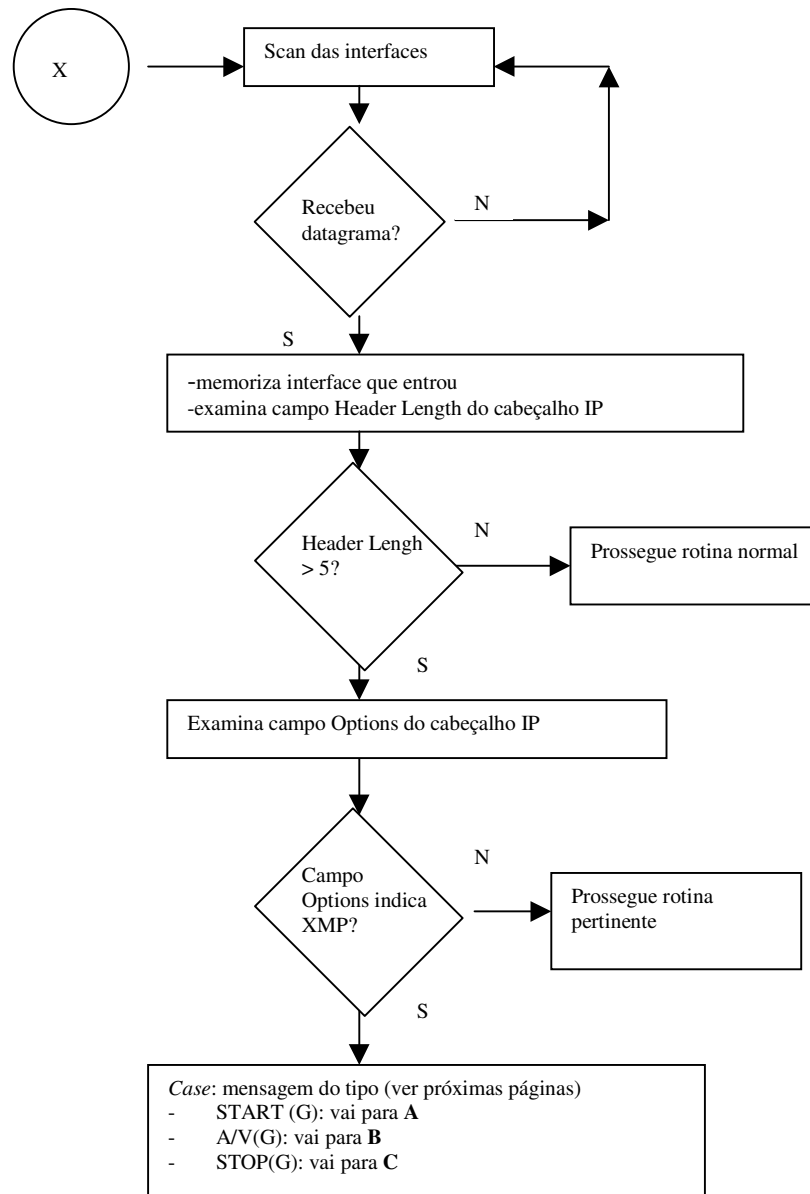 X
Scan das interfaces
Recebeu
datagrama?
N
S
-memoriza interface que entrou
-examina campo Header Length do cabeçalho IP
Header Lengh
> 5?
N
Prossegue rotina normal
S
Examina campo Options do cabeçalho IP
Campo
Options indica
XMP?
N
Prossegue rotina
pertinente
S
Case: mensagem do tipo (ver próximas páginas)
- START (G): vai para A
- A/V(G): vai para B
- STOP(G): vai para C